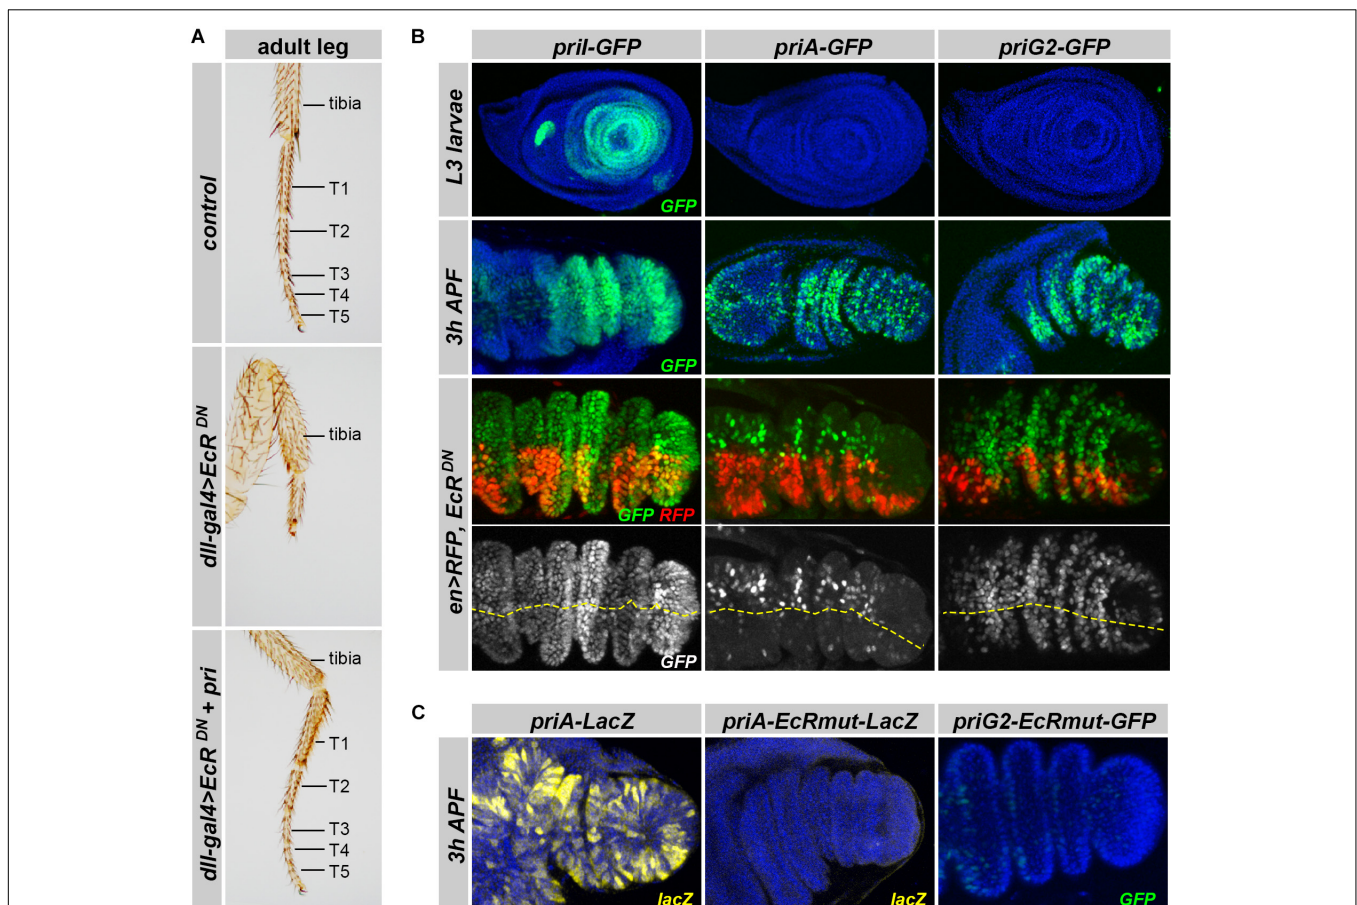 A
adult leg
control
tibia
T1
T2
T3
T4
T5
dll-gal4>EcR DN
tibia
dll-gal4>EcR DN + pri
tibia
T1
T2
T3
T4
T5
B
priI-GFP
priA-GFP
priG2-GFP
L3 larvae
GFP
3h APF
GFP
en>RFP, EcR DN
GFP RFP
GFP
C
priA-LacZ
priA-EcRmut-LacZ
priG2-EcRmut-GFP
3h APF
lacZ
lacZ
GFP